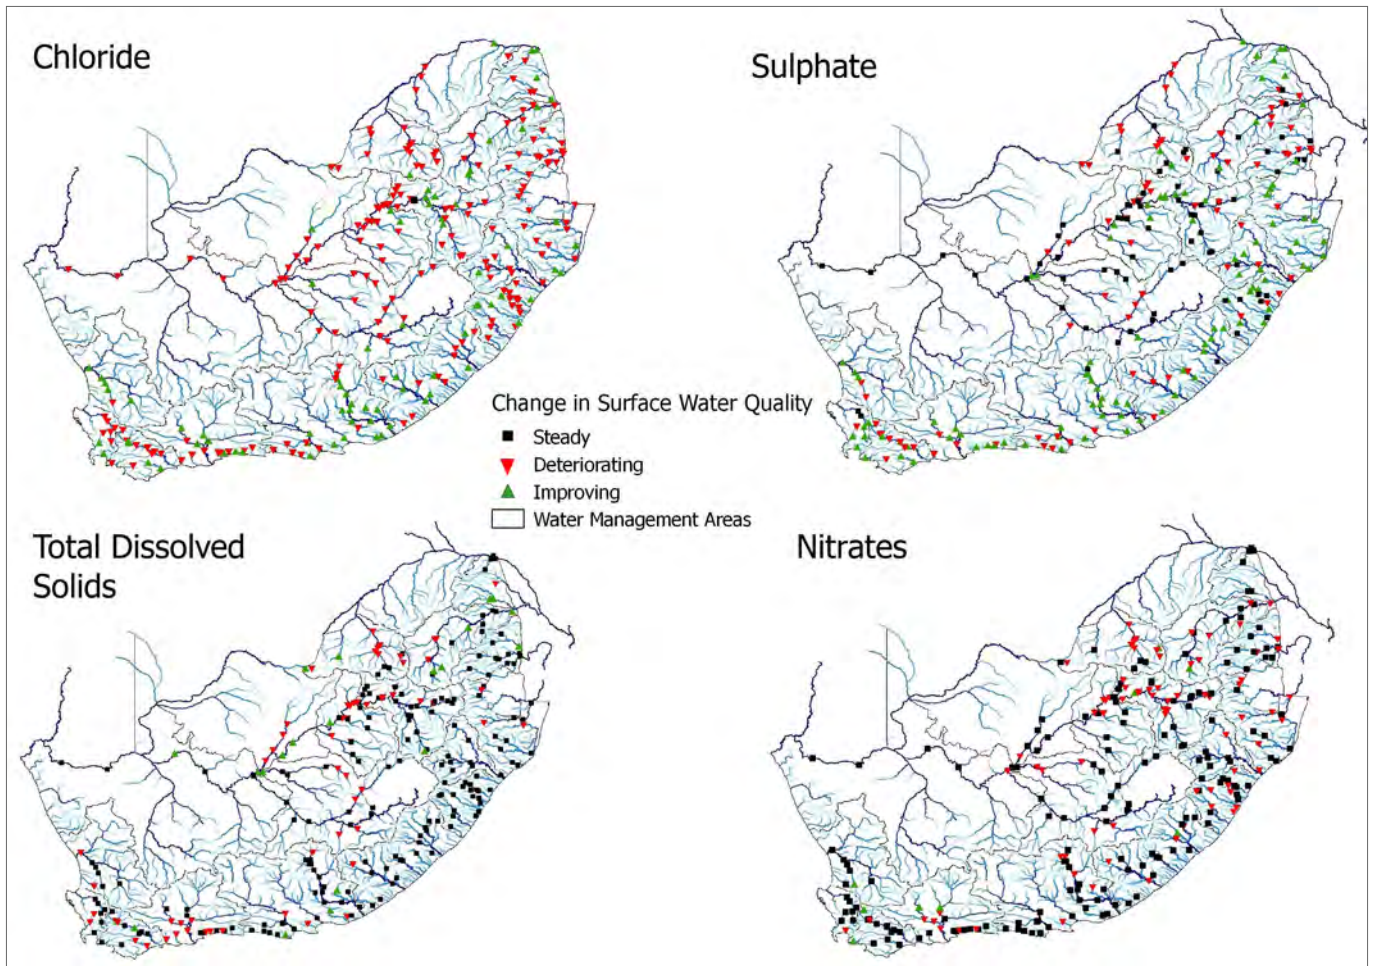 Chloride
Sulphate
Change in Surface Water Quality
Steady
Deteriorating
Improving
Water Management Areas
Total Dissolved
Solids
Nitrates